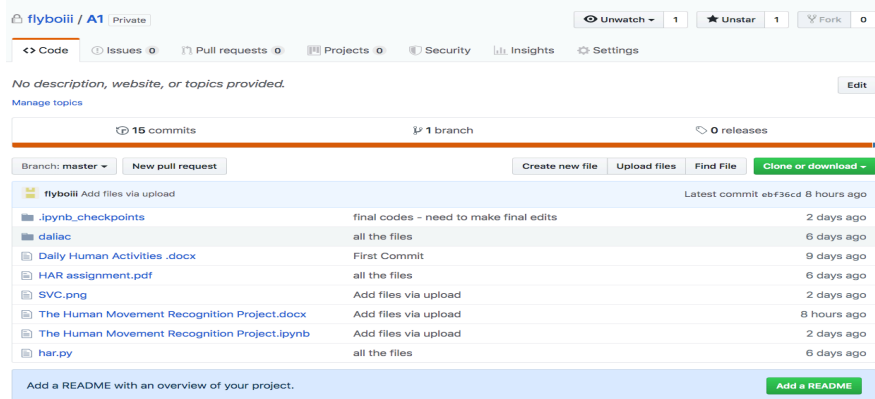 flyboiii / A1 Private Unwatch 1 Unstar 1 Fork 0
<> Code Issues 0 Pull requests 0 Projects 0 Security Insights Settings
No description, website, or topics provided. Edit
Manage topics
15 commits 1 branch 0 releases
Branch: master New pull request Create new file Upload files Find File Clone or download
flyboiii Add files via upload Latest commit ebf36cd 8 hours ago
.ipynb_checkpoints final codes - need to make final edits 2 days ago
daliac all the files 6 days ago
Daily Human Activities .docx First Commit 9 days ago
HAR assignment.pdf all the files 6 days ago
SVC.png Add files via upload 2 days ago
The Human Movement Recognition Project.docx Add files via upload 8 hours ago
The Human Movement Recognition Project.ipynb Add files via upload 2 days ago
har.py all the files 6 days ago
Add a README with an overview of your project. Add a README